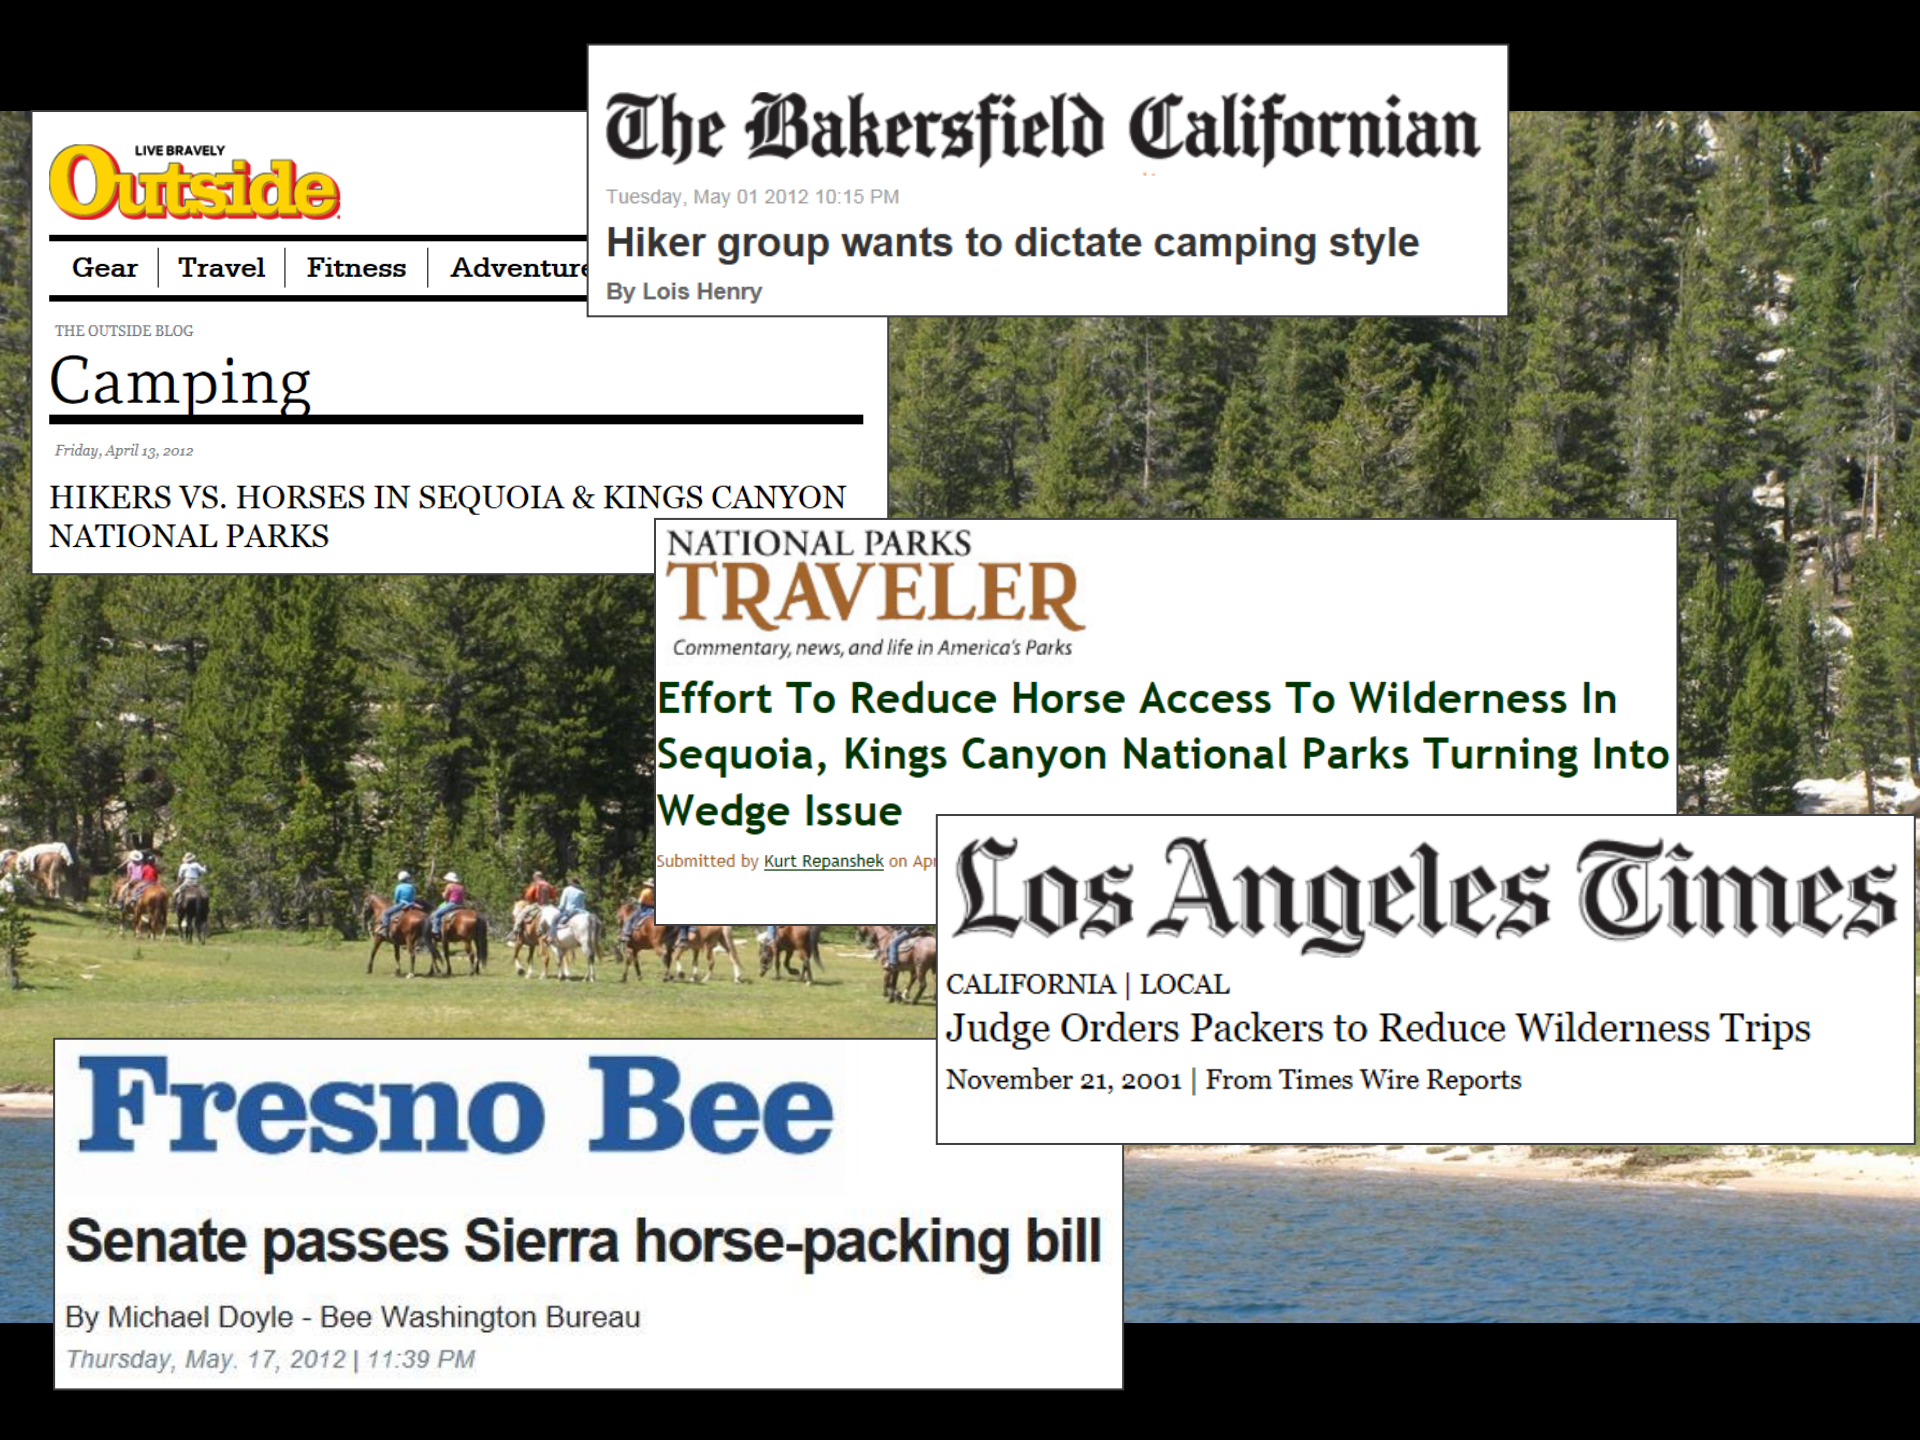 The Bakersfield Californian
Tuesday, May 01 2012 10:15 PM
Hiker group wants to dictate camping style
By Lois Henry
LIVE BRAVELY
Outside
Gear | Travel | Fitness | Adventure
THE OUTSIDE BLOG
Camping
Friday, April 13, 2012
HIKERS VS. HORSES IN SEQUOIA & KINGS CANYON
NATIONAL PARKS
NATIONAL PARKS
TRAVELER
Commentary, news, and life in America's Parks
Effort To Reduce Horse Access To Wilderness In
Sequoia, Kings Canyon National Parks Turning Into
Wedge Issue
Submitted by Kurt Repanshek on
Los Angeles Times
CALIFORNIA | LOCAL
Judge Orders Packers to Reduce Wilderness Trips
November 21, 2001 | From Times Wire Reports
Fresno Bee
Senate passes Sierra horse-packing bill
By Michael Doyle - Bee Washington Bureau
Thursday, May. 17, 2012 | 11:39 PM